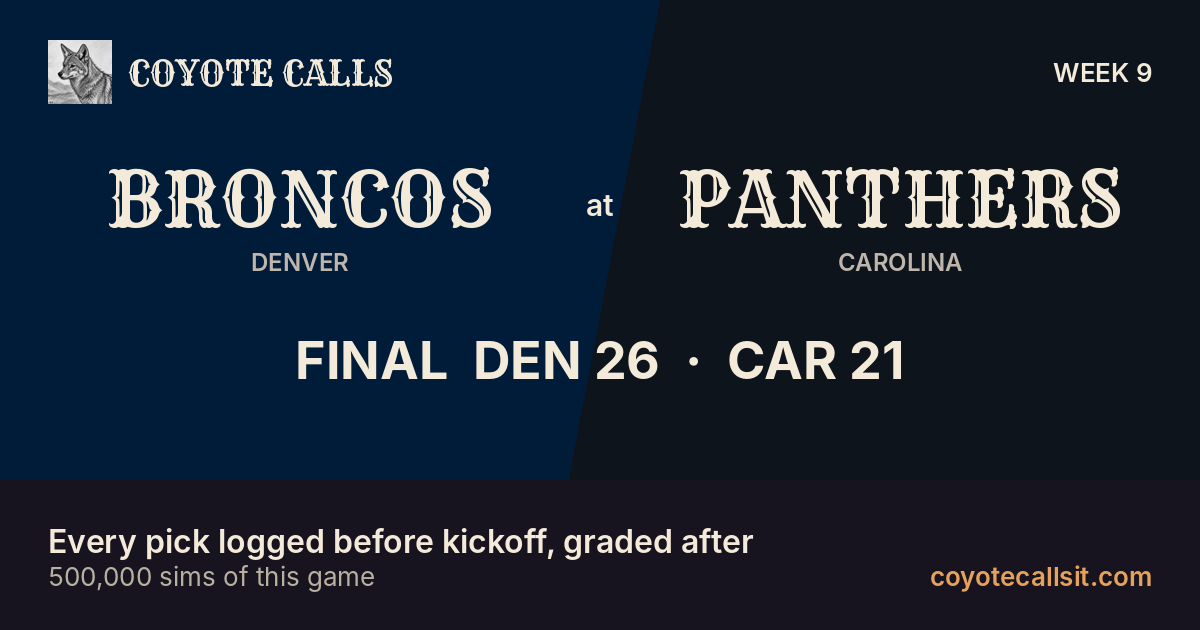 COYOTE CALLS
WEEK 9
BRONCOS at PANTHERS
DENVER
CAROLINA
FINAL DEN 26 · CAR 21
Every pick logged before kickoff, graded after
500,000 sims of this game
coyotecallsit.com